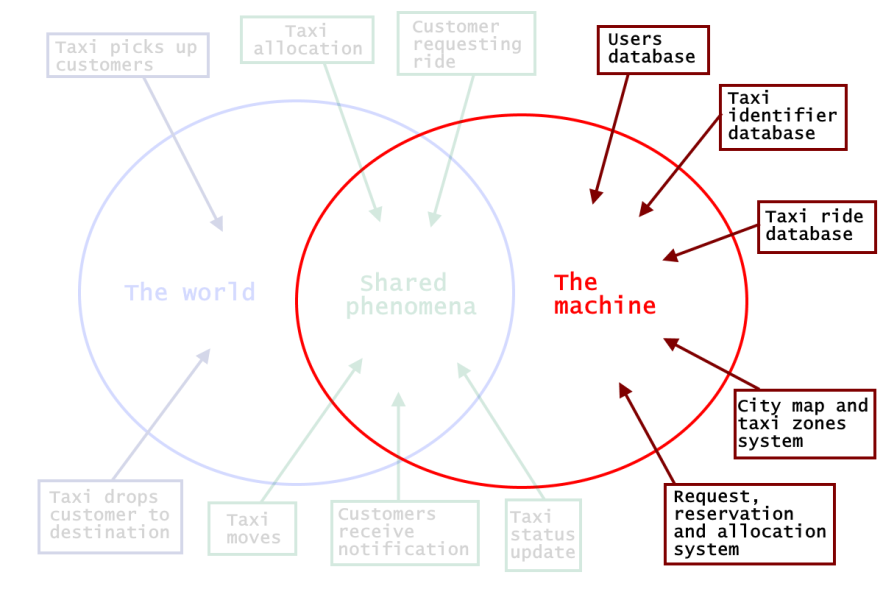 Taxi picks up
customers
Taxi
allocation
Customer
requesting
ride
Users
database
Taxi
identifier
database
Taxi ride
database
The world
Shared
phenomena
The
machine
City map and
taxi zones
system
Taxi drops
customer to
destination
Taxi
moves
Customers
receive
notification
Taxi
status
update
Request,
reservation
and allocation
system